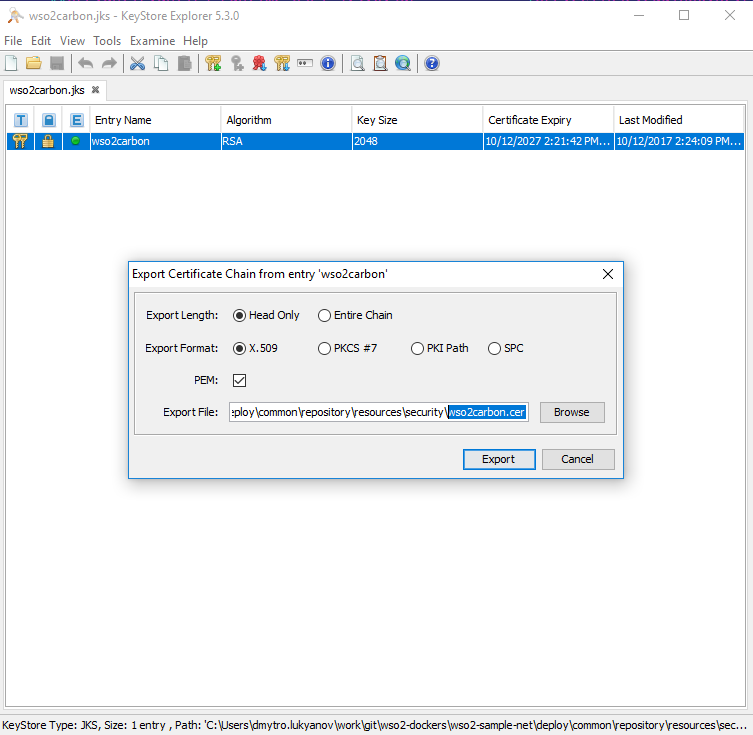 wso2carbon.jks - KeyStore Explorer 5.3.0
File Edit View Tools Examine Help
wso2carbon.jks
T E Entry Name Algorithm Key Size Certificate Expiry Last Modified
wso2carbon RSA 2048 10/12/2027 2:21:42 PM... 10/12/2017 2:24:09 PM...
Export Certificate Chain from entry 'wso2carbon'
Export Length: Head Only Entire Chain
Export Format: X.509 PKCS #7 PKI Path SPC
PEM:
Export File: :ploy\common\repository\resources\security\wso2carbon.cer Browse
Export Cancel
KeyStore Type: JKS, Size: 1 entry , Path: 'C:\Users\dmytro.lukyanov\work\git\wso2-dockers\wso2-sample-net\deploy\common\repository\resources\sec...